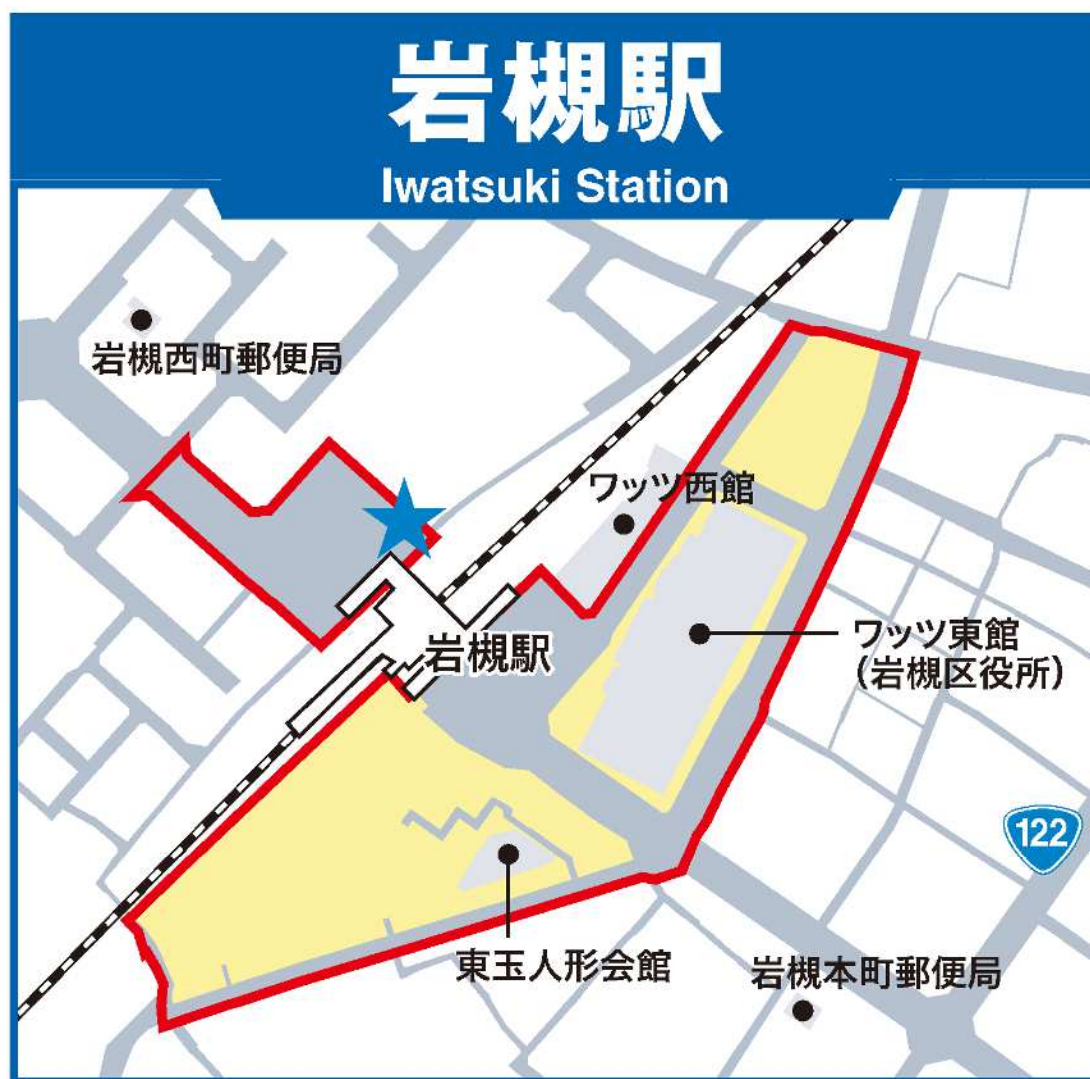 岩槻駅
Iwatsuki Station
岩槻西町郵便局
ワッツ西館
岩槻駅
ワッツ東館
(岩槻区役所)
122
東玉人形会館
岩槻本町郵便局